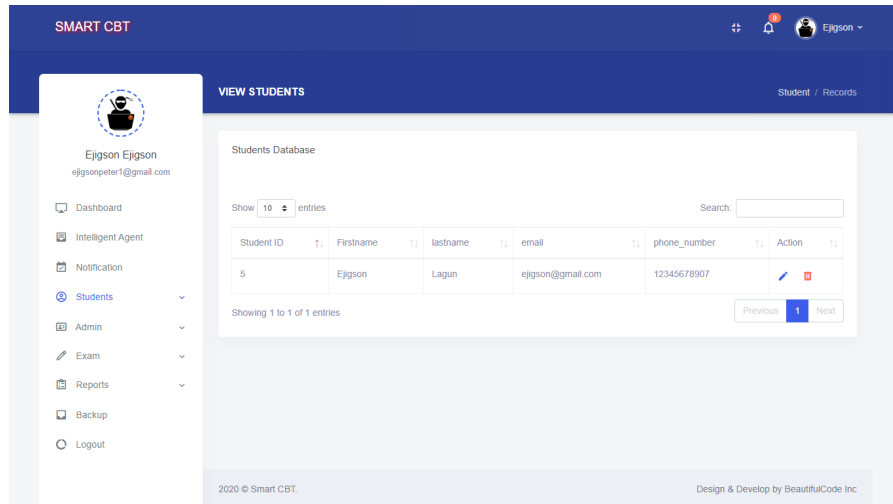 SMART CBT
0
Ejigson
VIEW STUDENTS
Student / Records
Ejigson Ejigson
ejigsonpeter1@gmail.com
Dashboard
Intelligent Agent
Notification
Students
Admin
Exam
Reports
Backup
Logout
Students Database
Show 10 entries
Search:
Student ID Firstname lastname email phone_number Action
5 Ejigson Lagun ejigson@gmail.com 12345678907
Showing 1 to 1 of 1 entries
Previous 1 Next
2020 © Smart CBT.
Design & Develop by BeautifulCode Inc